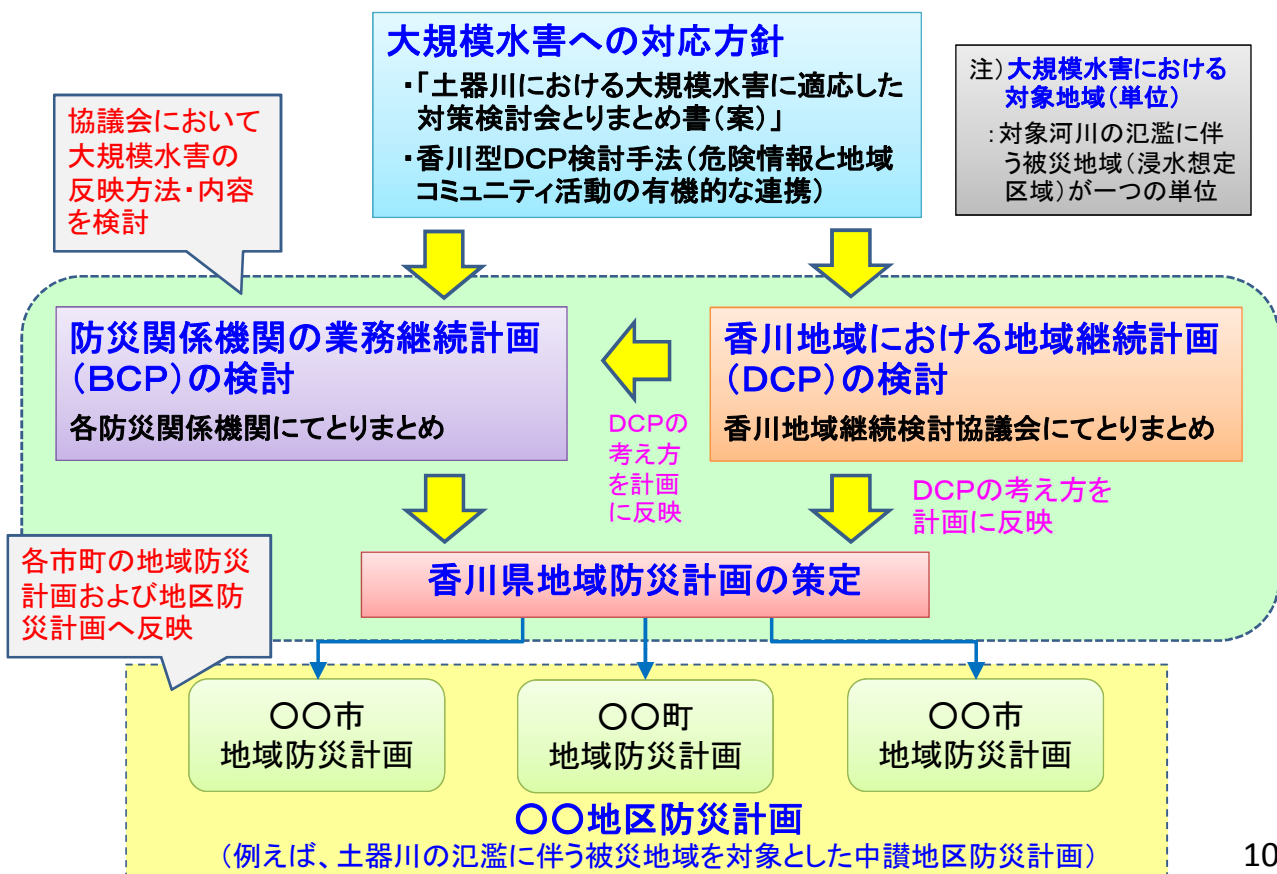 大規模水害への対応方針
・「土器川における大規模水害に適応した
対策検討会とりまとめ書(案)」
・香川型DCP検討手法(危険情報と地域
コミュニティ活動の有機的な連携)
注)大規模水害における
対象地域(単位)
:対象河川の氾濫に伴
う被災地域(浸水想定
区域)が一つの単位
協議会において
大規模水害の
反映方法・内容
を検討
防災関係機関の業務継続計画
(BCP)の検討
各防災関係機関にてとりまとめ
香川地域における地域継続計画
(DCP)の検討
香川地域継続検討協議会にてとりまとめ
DCPの
考え方
を計画
に反映
DCPの考え方を
計画に反映
各市町の地域防災
計画および地区防
災計画へ反映
香川県地域防災計画の策定
〇〇市
地域防災計画
〇〇町
地域防災計画
〇〇市
地域防災計画
〇〇地区防災計画
(例えば、土器川の氾濫に伴う被災地域を対象とした中讃地区防災計画)
10